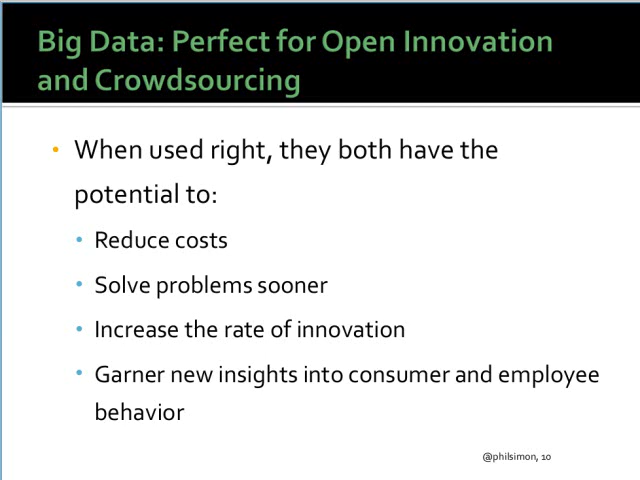 Big Data: Perfect for Open Innovation
and Crowdsourcing
• When used right, they both have the
potential to:
• Reduce costs
• Solve problems sooner
• Increase the rate of innovation
• Garner new insights into consumer and employee
behavior
@philsimon, 10